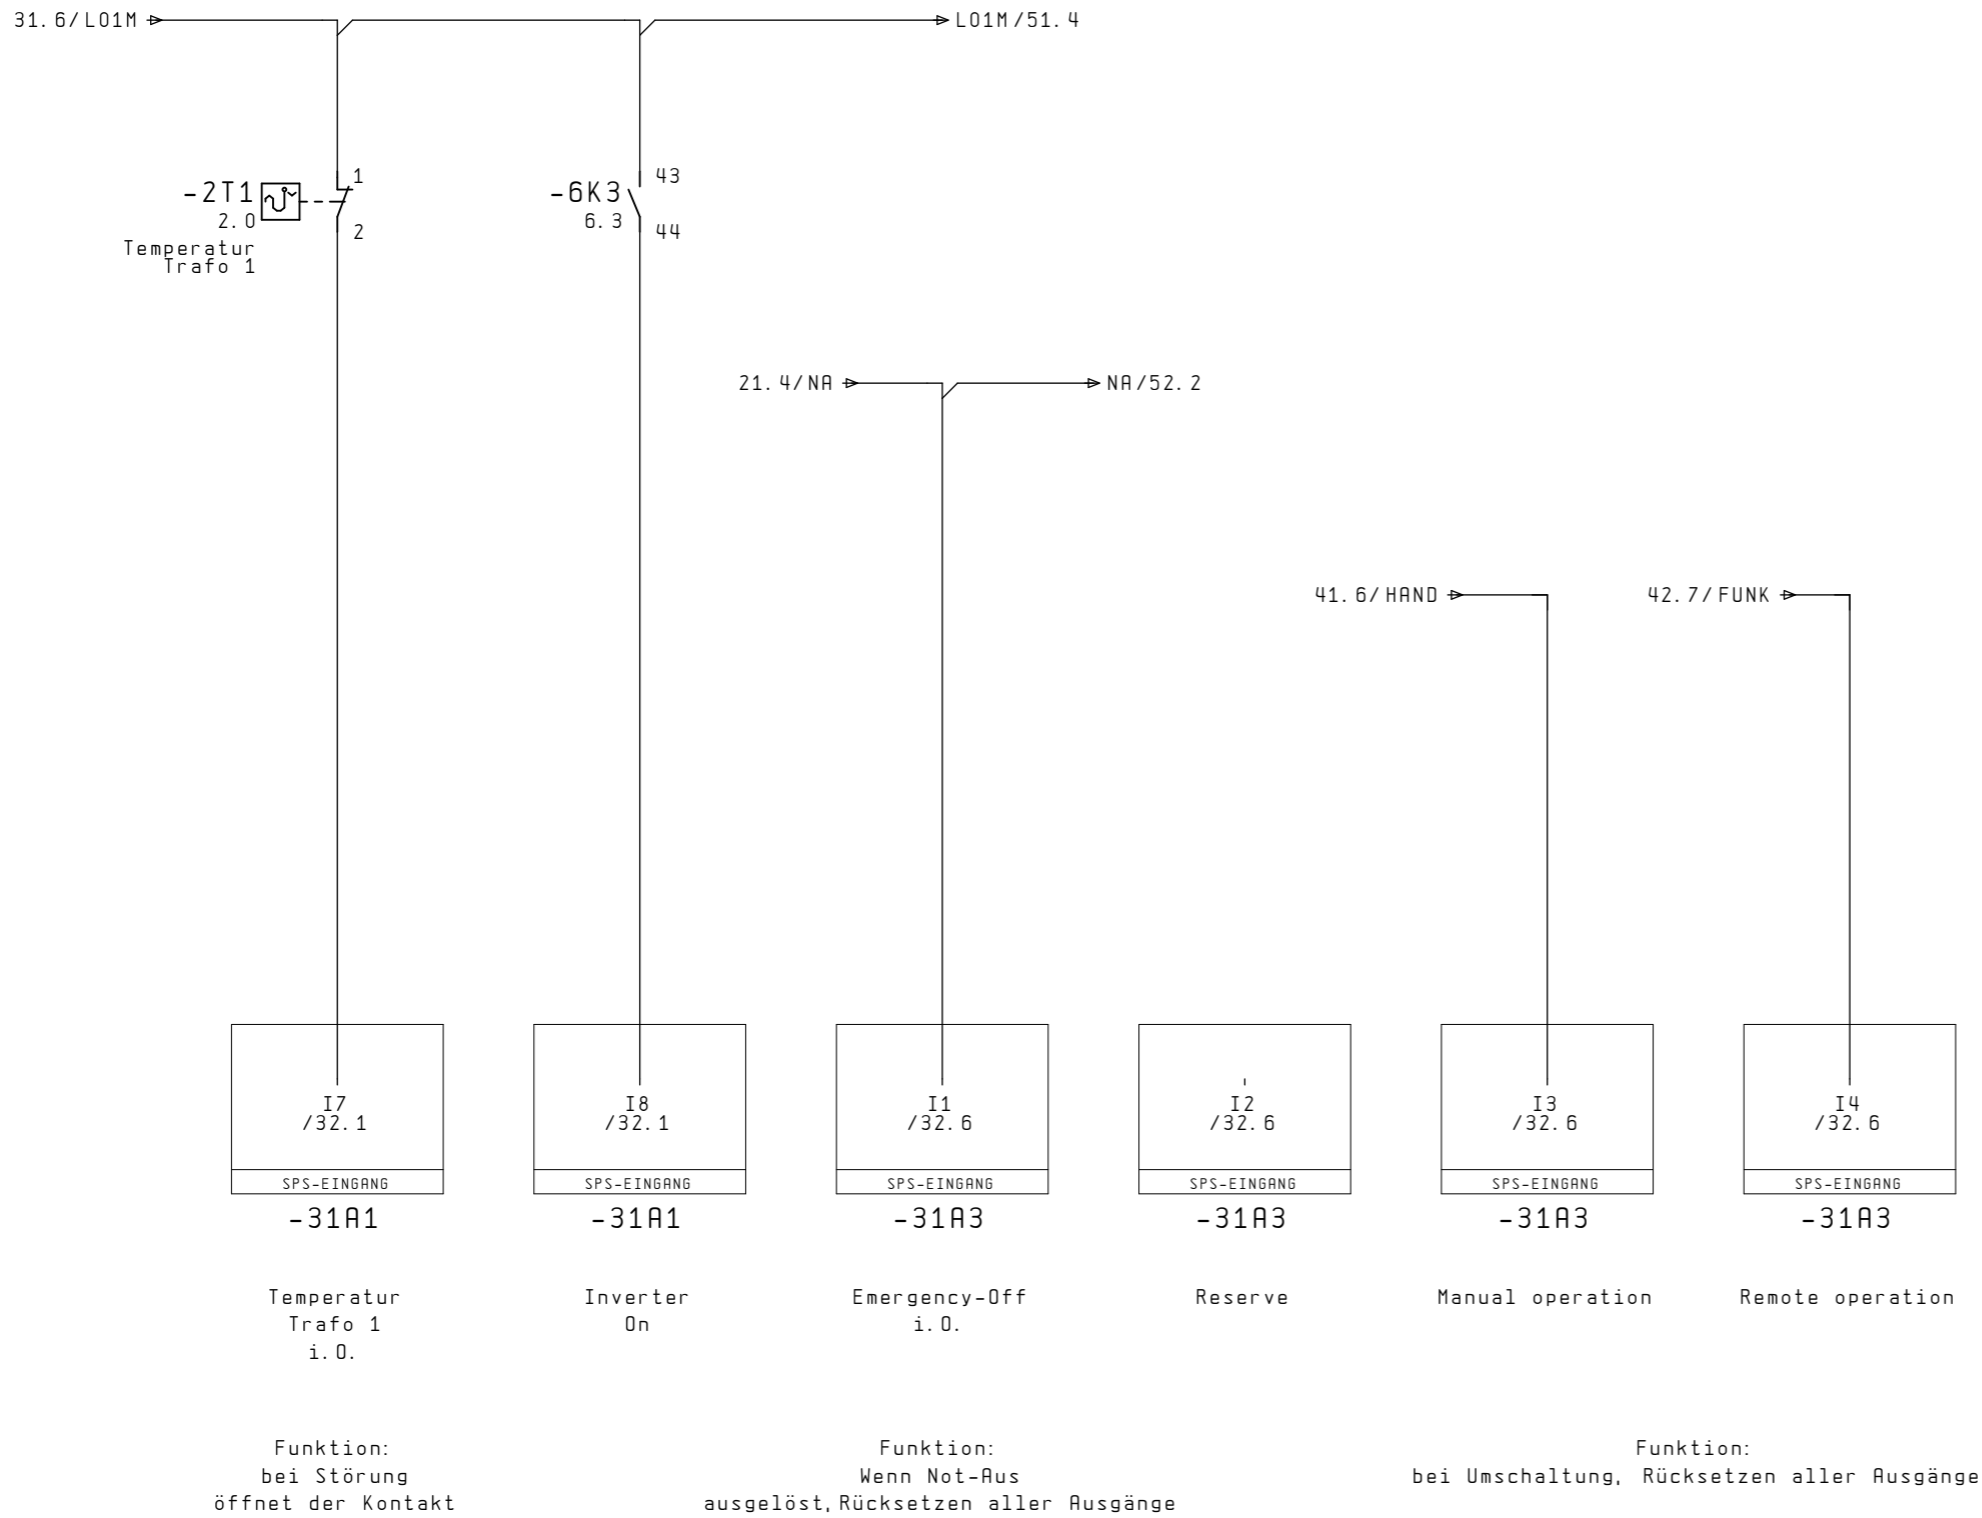 31.6/L01M
L01M/51.4
-2T1
2.0
Temperatur
Trafo 1
1
2
-6K3
6.3
43
44
21.4/NA
NA/52.2
41.6/HAND
42.7/FUNK
I7
/32.1
SPS-EINGANG
-31A1
I8
/32.1
SPS-EINGANG
-31A1
I1
/32.6
SPS-EINGANG
-31A3
I2
/32.6
SPS-EINGANG
-31A3
I3
/32.6
SPS-EINGANG
-31A3
I4
/32.6
SPS-EINGANG
-31A3
Temperatur
Trafo 1
i.O.
Inverter
On
Emergency-Off
i.O.
Reserve
Manual operation
Remote operation
Funktion:
bei Störung
öffnet der Kontakt
Funktion:
Wenn Not-Aus
ausgelöst,Rücksetzen aller Ausgänge
Funktion:
bei Umschaltung, Rücksetzen aller Ausgänge